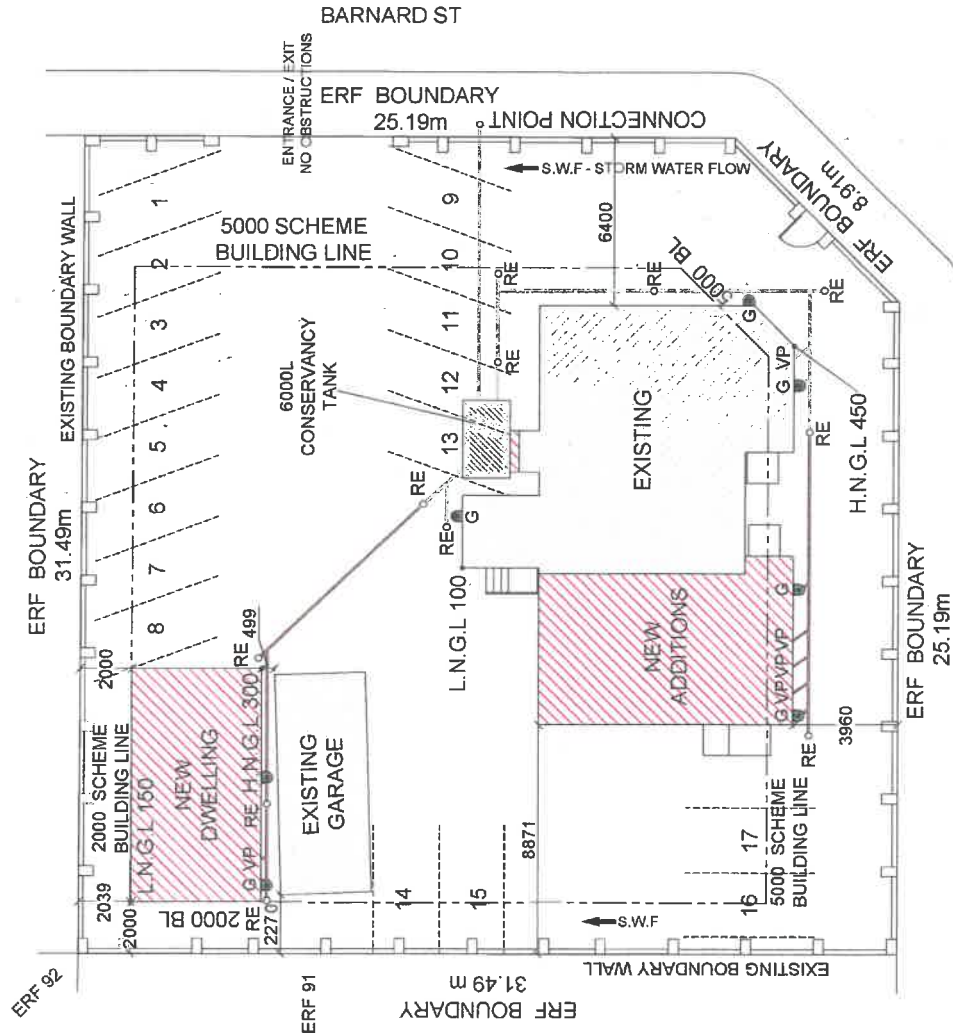 BARNARD ST
ENTRANCE / EXIT
NO OBSTRUCTIONS
ERF BOUNDARY
25.19m
CONNECTION POINT
S.W.F - STORM WATER FLOW
ERF BOUNDARY
8.91m
EXISTING BOUNDARY WALL
1
2
3
4
5
6
7
8
5000 SCHEME
BUILDING LINE
9
10
11
12
13
6400
5000 BL
RE
RE
RE
RE
G
G VP
RE
H.N.G.L 450
6000L
CONSERVANCY
TANK
EXISTING
ERF BOUNDARY
31.49m
RE
RE
G
L.N.G.L 100
RE 499
2000
2000 SCHEME
BUILDING LINE
L.N.G.L 150
NEW
DWELLING
G VP RE H.N.G.L 300
EXISTING
GARAGE
NEW
ADDITIONS
G VPVPVP G
RE
3960
ERF BOUNDARY
25.19m
2039
2000
2000 BL
RE
2270
14
15
8871
16
17
5000 SCHEME
BUILDING LINE
S.W.F
EXISTING BOUNDARY WALL
ERF 92
ERF 91
31.49 m
ERF BOUNDARY